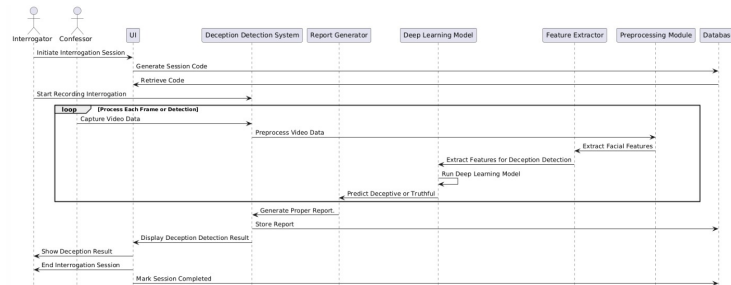 Interrogator
Confessor
UI
Deception Detection System
Report Generator
Deep Learning Model
Feature Extractor
Preprocessing Module
Database
Initiate Interrogation Session
Generate Session Code
Retrieve Code
Start Recording Interrogation
loop [Process Each Frame or Detection]
Capture Video Data
Preprocess Video Data
Extract Facial Features
Extract Features for Deception Detection
Run Deep Learning Model
Predict Deceptive or Truthful
Generate Proper Report.
Store Report
Display Deception Detection Result
Show Deception Result
End Interrogation Session
Mark Session Completed